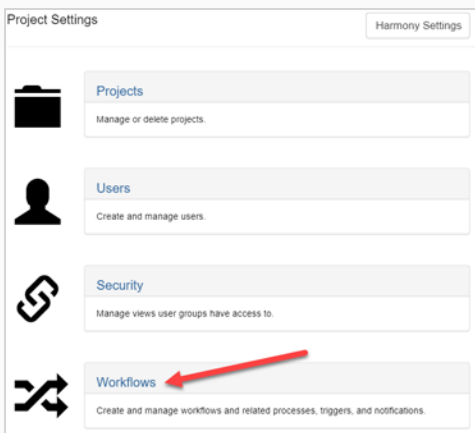 Project Settings
Harmony Settings
Projects
Manage or delete projects.
Users
Create and manage users.
Security
Manage views user groups have access to.
Workflows
Create and manage workflows and related processes, triggers, and notifications.